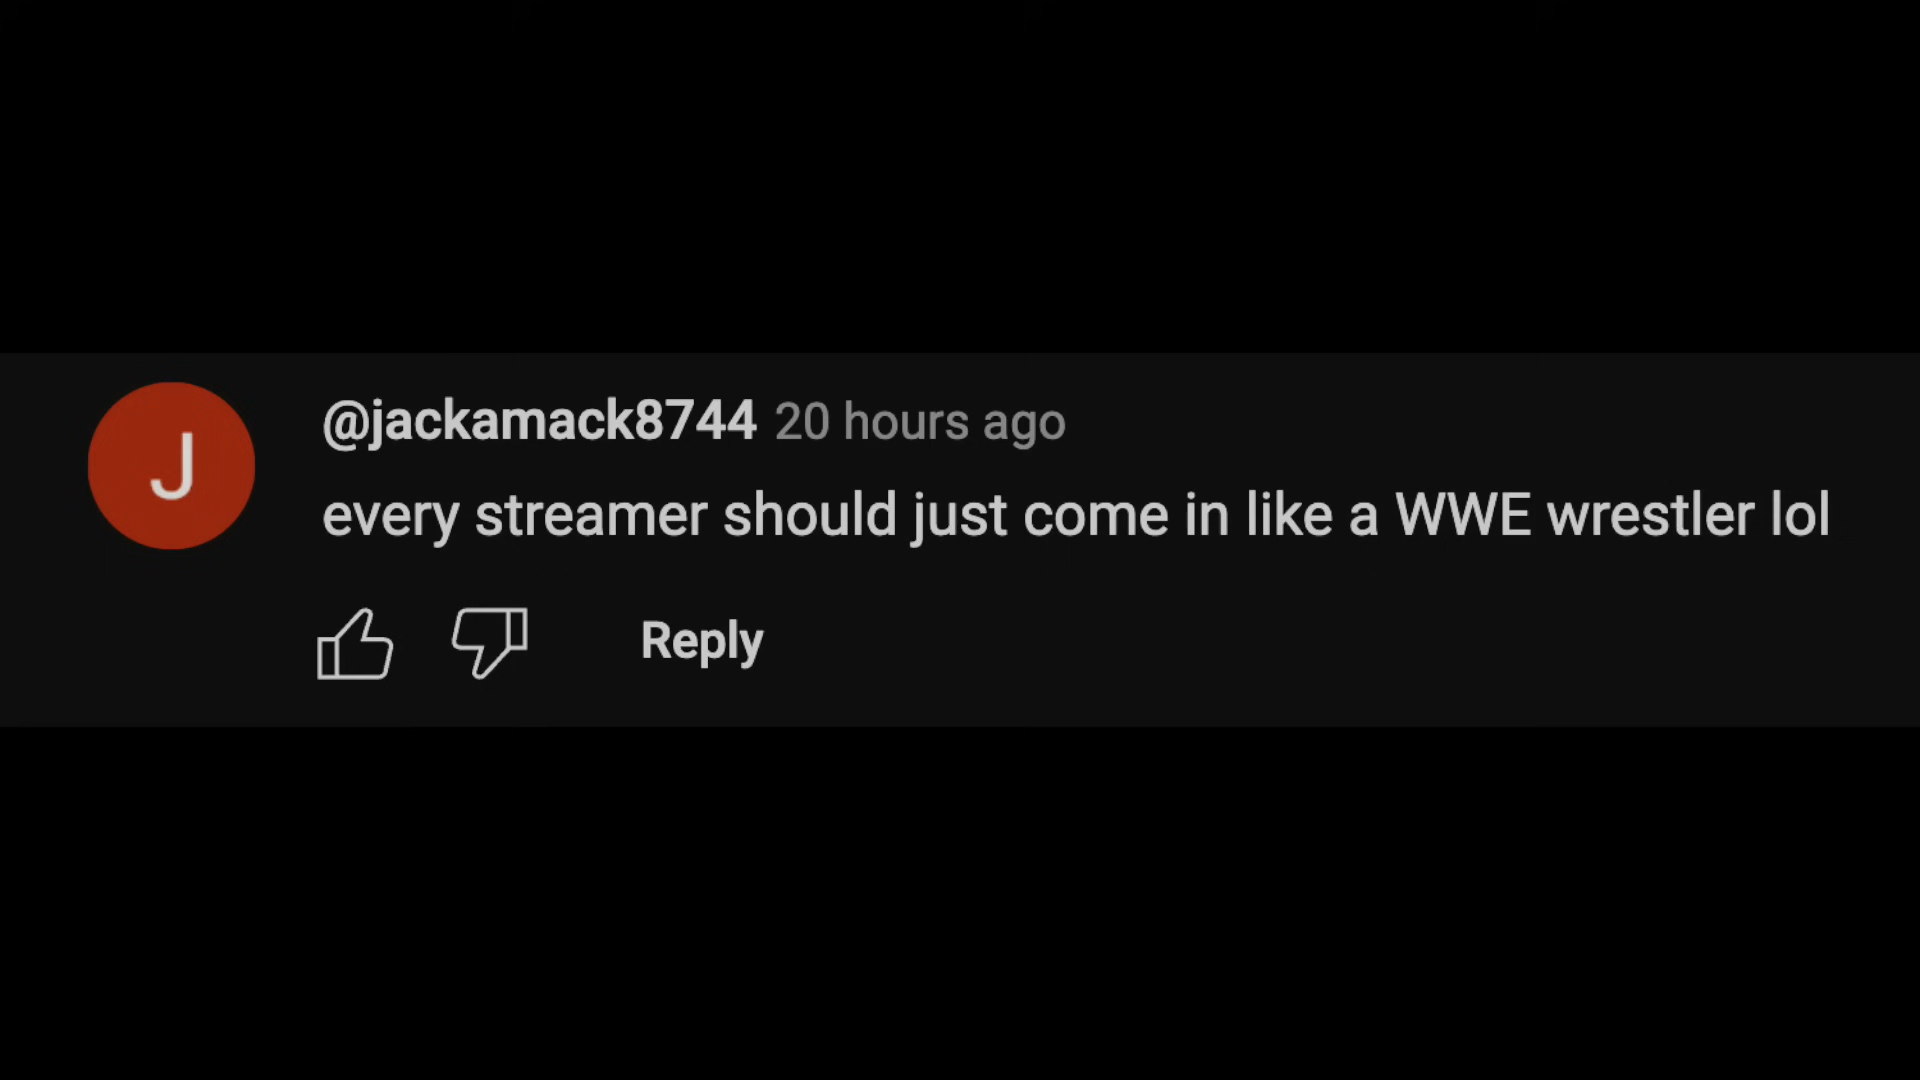 J
@jackamack8744 20 hours ago
every streamer should just come in like a WWE wrestler lol
Reply